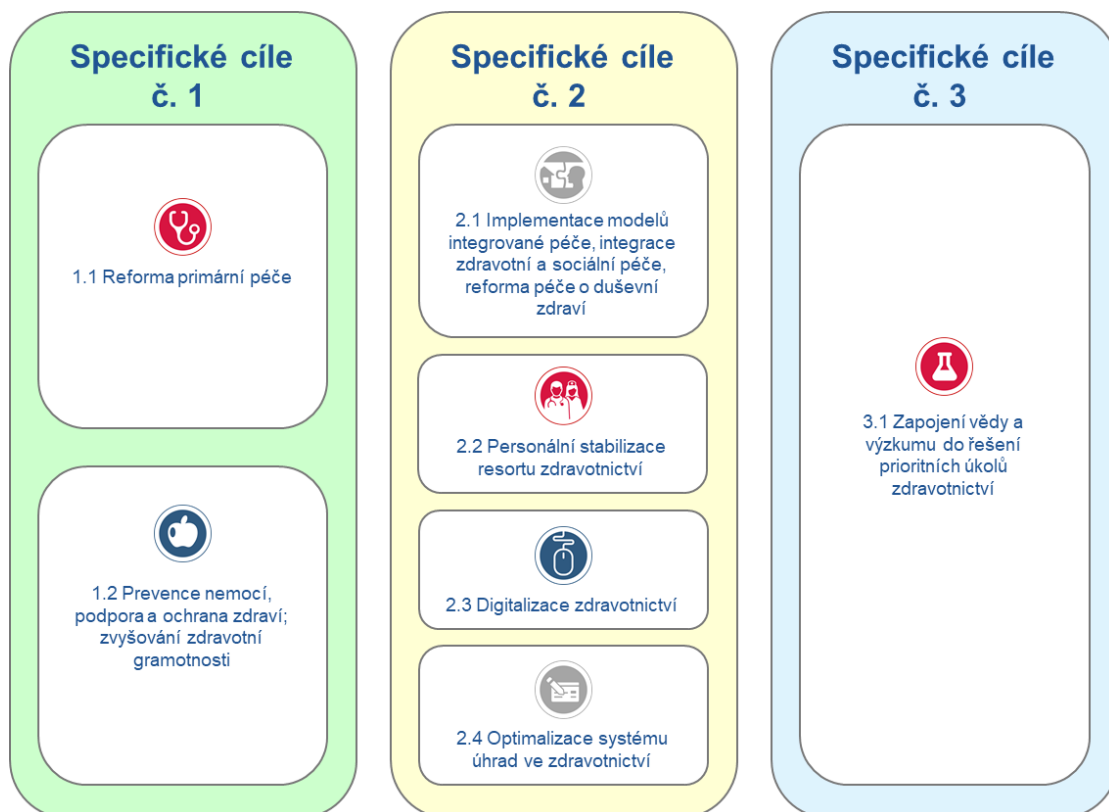 Specifické cíle
č. 1
1.1 Reforma primární péče
1.2 Prevence nemocí,
podpora a ochrana zdraví;
zvyšování zdravotní
gramotnosti
Specifické cíle
č. 2
2.1 Implementace modelů
integrované péče, integrace
zdravotní a sociální péče,
reforma péče o duševní
zdraví
2.2 Personální stabilizace
resortu zdravotnictví
2.3 Digitalizace zdravotnictví
2.4 Optimalizace systému
úhrad ve zdravotnictví
Specifické cíle
č. 3
3.1 Zapojení vědy a
výzkumu do řešení
prioritních úkolů
zdravotnictví